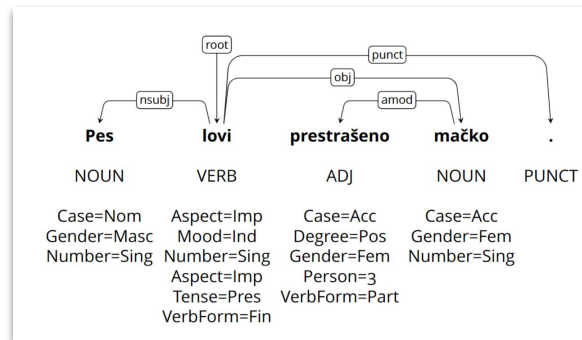 root
punct
obj
nsubj amod
Pes lovi prestrašeno mačko .
NOUN VERB ADJ NOUN PUNCT
Case=Nom Aspect=Imp Case=Acc Case=Acc
Gender=Masc Mood=Ind Degree=Pos Gender=Fem
Number=Sing Number=Sing Gender=Fem Number=Sing
Aspect=Imp Person=3
Tense=Pres VerbForm=Part
VerbForm=Fin